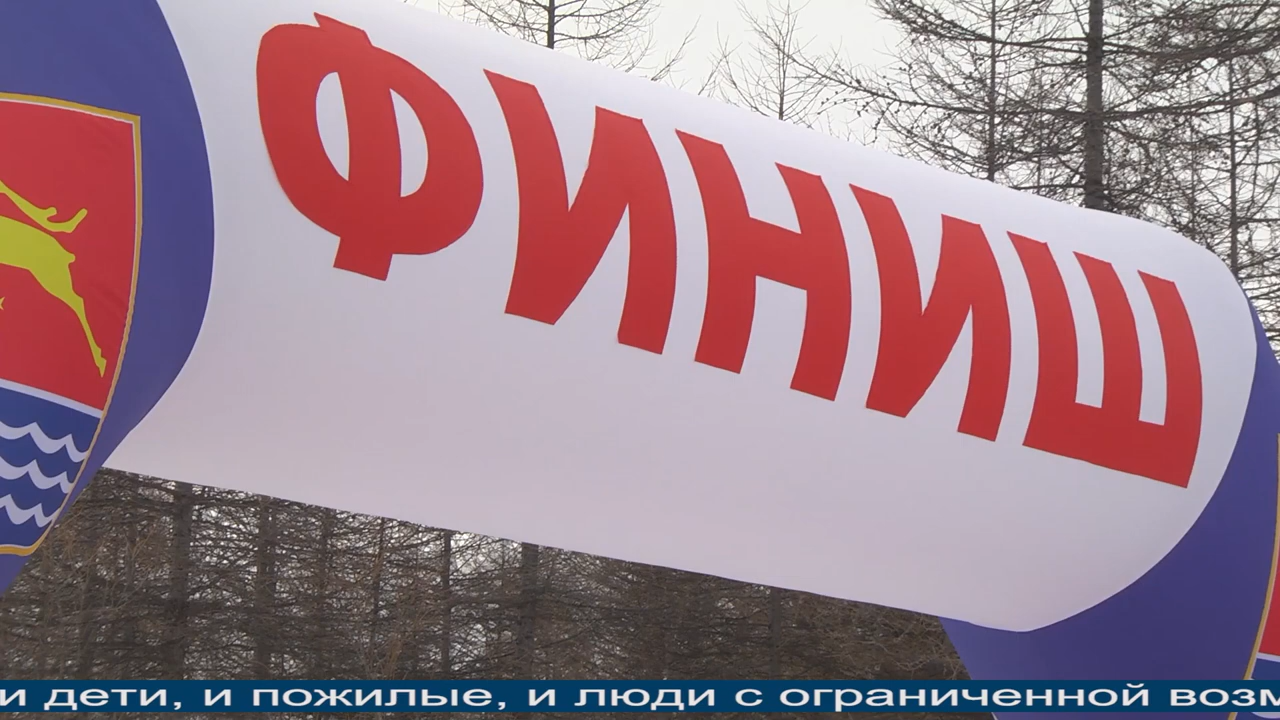 ФИНИШ
и дети, и пожилые, и люди с ограниченной